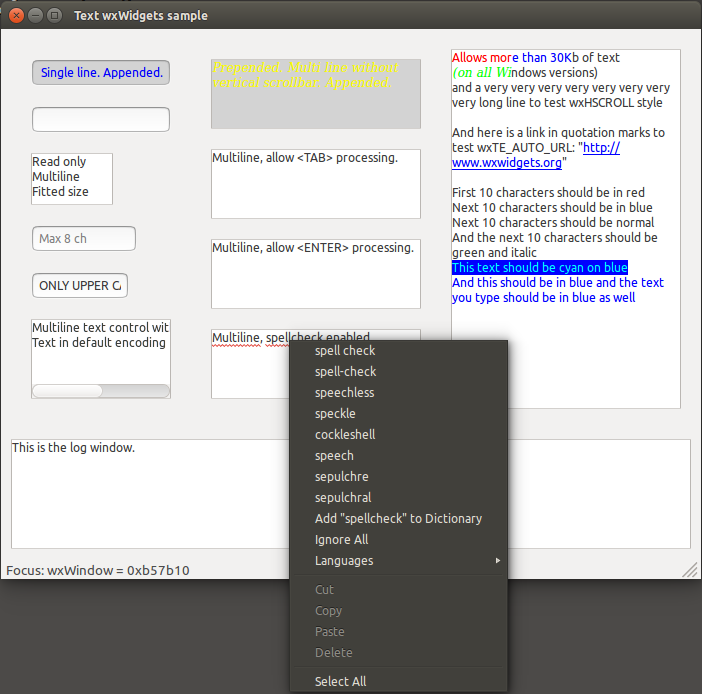 Text wxWidgets sample
Single line. Appended.
Read only
Multiline
Fitted size
Max 8 ch
ONLY UPPER CA
Multiline text control wit
Text in default encoding
Prepended. Multi line without
vertical scrollbar. Appended.
Multiline, allow <TAB> processing.
Multiline, allow <ENTER> processing.
Multiline, spellcheck enabled
Allows more than 30Kb of text
(on all Windows versions)
and a very very very very very very very
very long line to test wxHSCROLL style
And here is a link in quotation marks to
test wxTE_AUTO_URL: "http://
www.wxwidgets.org"
First 10 characters should be in red
Next 10 characters should be in blue
Next 10 characters should be normal
And the next 10 characters should be
green and italic
This text should be cyan on blue
And this should be in blue and the text
you type should be in blue as well
spell check
spell-check
speechless
speckle
cockleshell
speech
sepulchre
sepulchral
Add "spellcheck" to Dictionary
Ignore All
Languages
Cut
Copy
Paste
Delete
Select All
This is the log window.
Focus: wxWindow = 0xb57b10